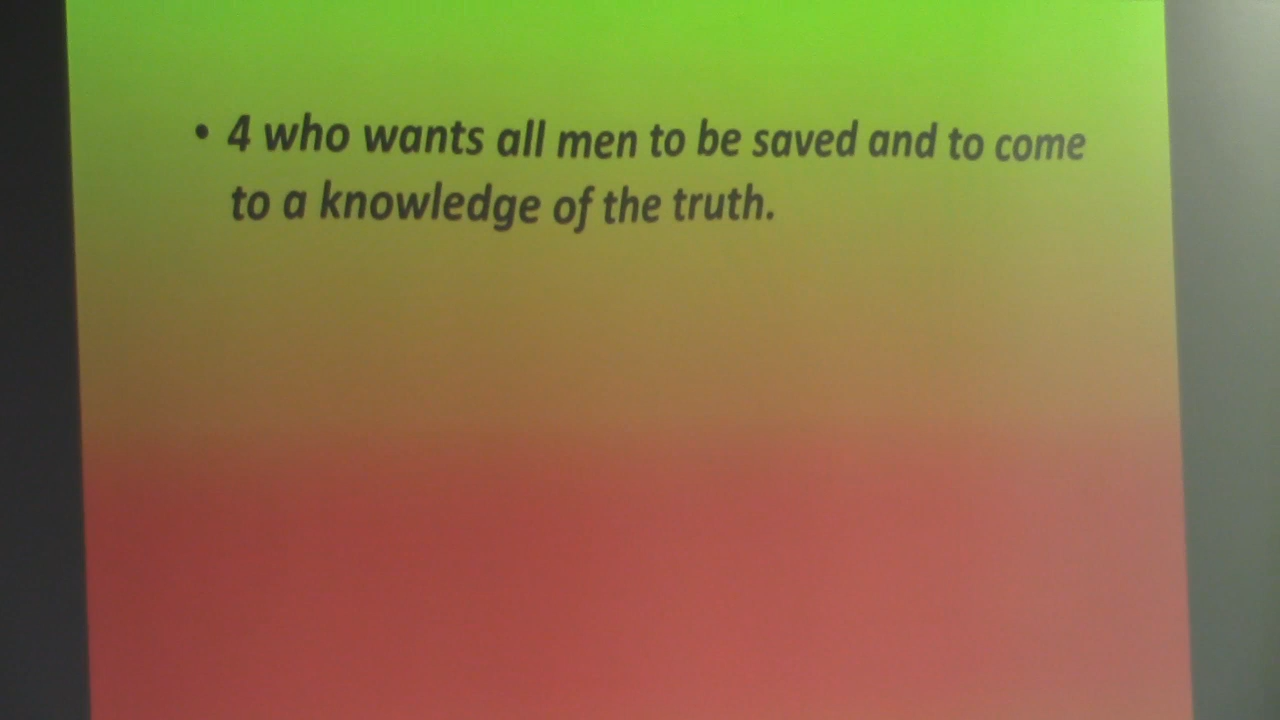 • 4 who wants all men to be saved and to come
to a knowledge of the truth.